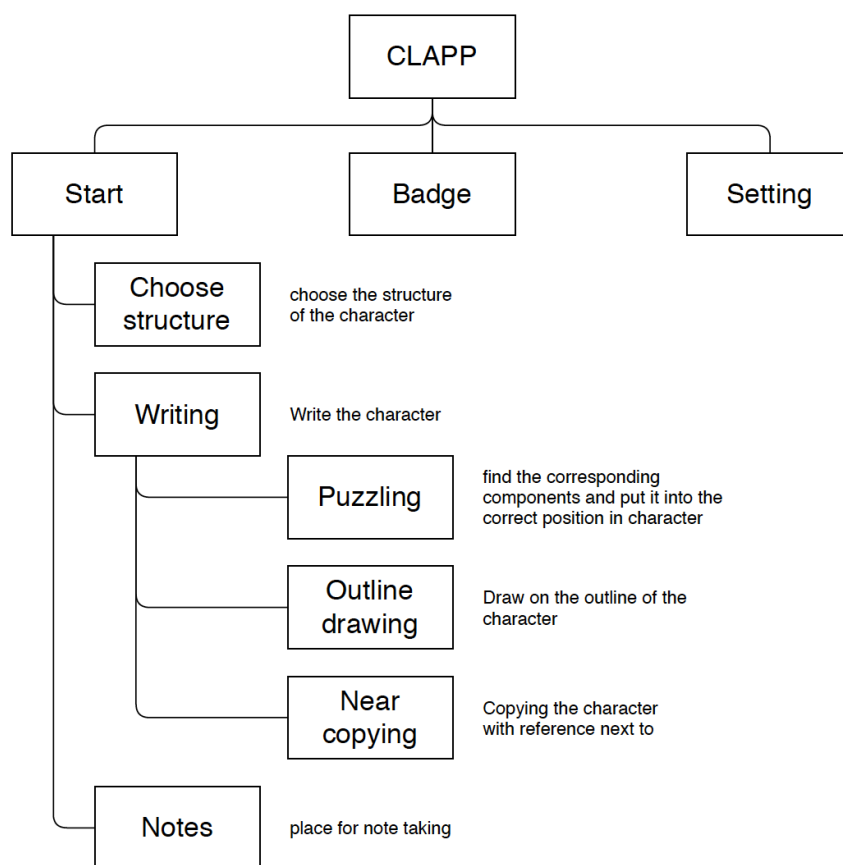 CLAPP
Start
Badge
Setting
Choose
structure
choose the structure
of the character
Writing
Write the character
Puzzling
find the corresponding
components and put it into the
correct position in character
Outline
drawing
Draw on the outline of the
character
Near
copying
Copying the character
with reference next to
Notes
place for note taking